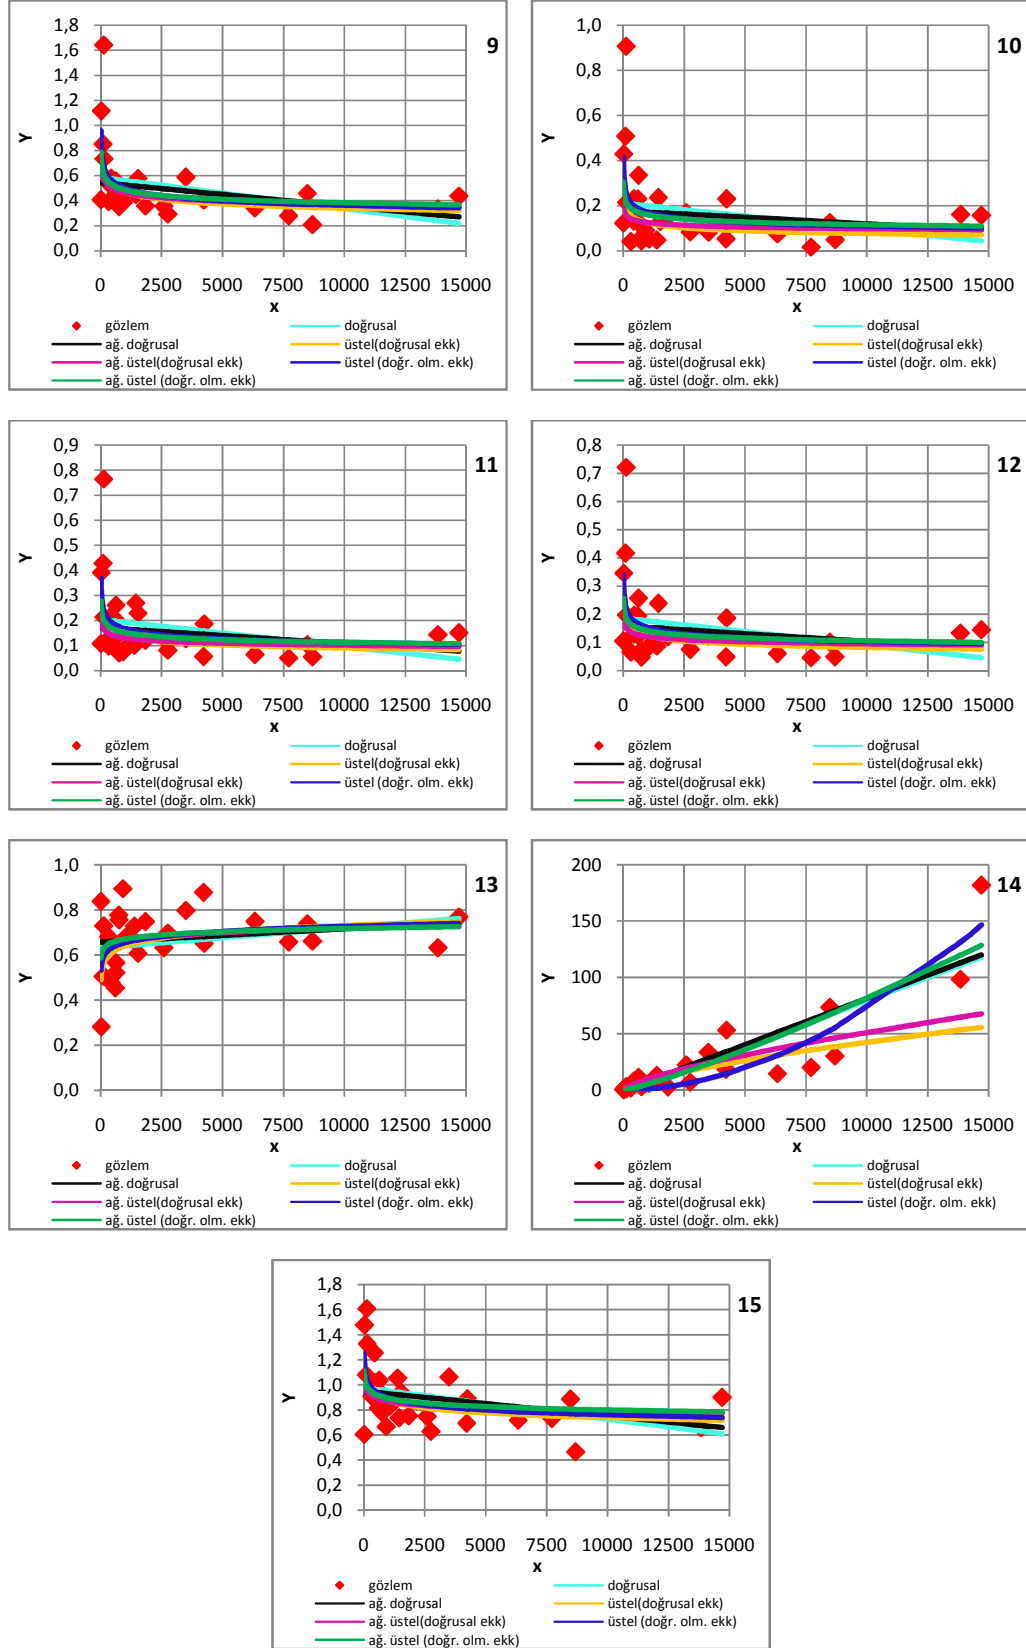 9
1,8
1,6
1,4
1,2
1,0
0,8
0,6
0,4
0,2
0,0
Y
0 2500 5000 7500 10000 12500 15000
x
gözlem doğrusal
ağ. doğrusal üstel(doğrusal ekk)
ağ. üstel(doğrusal ekk) üstel (doğr. olm. ekk)
ağ. üstel (doğr. olm. ekk)
10
1,0
0,8
0,6
0,4
0,2
0,0
Y
0 2500 5000 7500 10000 12500 15000
x
gözlem doğrusal
ağ. doğrusal üstel(doğrusal ekk)
ağ. üstel(doğrusal ekk) üstel (doğr. olm. ekk)
ağ. üstel (doğr. olm. ekk)
11
0,9
0,8
0,7
0,6
0,5
0,4
0,3
0,2
0,1
0,0
Y
0 2500 5000 7500 10000 12500 15000
x
gözlem doğrusal
ağ. doğrusal üstel(doğrusal ekk)
ağ. üstel(doğrusal ekk) üstel (doğr. olm. ekk)
ağ. üstel (doğr. olm. ekk)
12
0,8
0,7
0,6
0,5
0,4
0,3
0,2
0,1
0,0
Y
0 2500 5000 7500 10000 12500 15000
x
gözlem doğrusal
ağ. doğrusal üstel(doğrusal ekk)
ağ. üstel(doğrusal ekk) üstel (doğr. olm. ekk)
ağ. üstel (doğr. olm. ekk)
13
1,0
0,8
0,6
0,4
0,2
0,0
Y
0 2500 5000 7500 10000 12500 15000
x
gözlem doğrusal
ağ. doğrusal üstel(doğrusal ekk)
ağ. üstel(doğrusal ekk) üstel (doğr. olm. ekk)
ağ. üstel (doğr. olm. ekk)
14
200
150
100
50
0
Y
0 2500 5000 7500 10000 12500 15000
x
gözlem doğrusal
ağ. doğrusal üstel(doğrusal ekk)
ağ. üstel(doğrusal ekk) üstel (doğr. olm. ekk)
ağ. üstel (doğr. olm. ekk)
15
1,8
1,6
1,4
1,2
1,0
0,8
0,6
0,4
0,2
0,0
Y
0 2500 5000 7500 10000 12500 15000
x
gözlem doğrusal
ağ. doğrusal üstel(doğrusal ekk)
ağ. üstel(doğrusal ekk) üstel (doğr. olm. ekk)
ağ. üstel (doğr. olm. ekk)